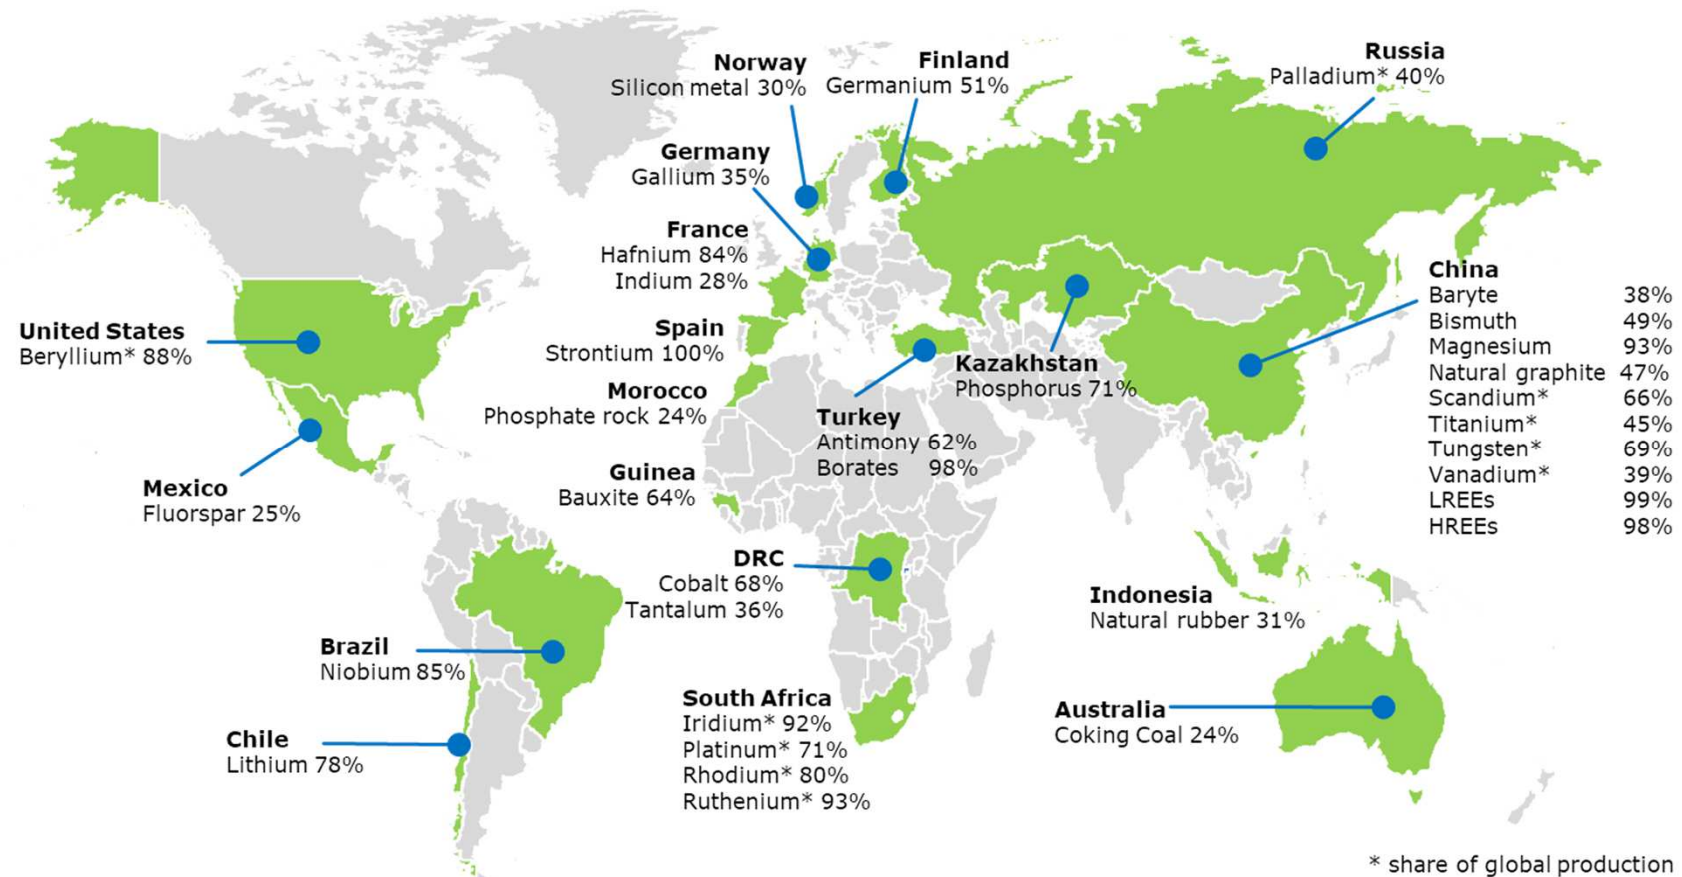 Norway
Silicon metal 30%
Finland
Germanium 51%
Russia
Palladium* 40%
Germany
Gallium 35%
France
Hafnium 84%
Indium 28%
Spain
Strontium 100%
Morocco
Phosphate rock 24%
Guinea
Bauxite 64%
United States
Beryllium* 88%
Mexico
Fluorspar 25%
Kazakhstan
Phosphorus 71%
Turkey
Antimony 62%
Borates 98%
China
Baryte 38%
Bismuth 49%
Magnesium 93%
Natural graphite 47%
Scandium* 66%
Titanium* 45%
Tungsten* 69%
Vanadium* 39%
LREEs 99%
HREEs 98%
DRC
Cobalt 68%
Tantalum 36%
Indonesia
Natural rubber 31%
Brazil
Niobium 85%
Chile
Lithium 78%
South Africa
Iridium* 92%
Platinum* 71%
Rhodium* 80%
Ruthenium* 93%
Australia
Coking Coal 24%
* share of global production